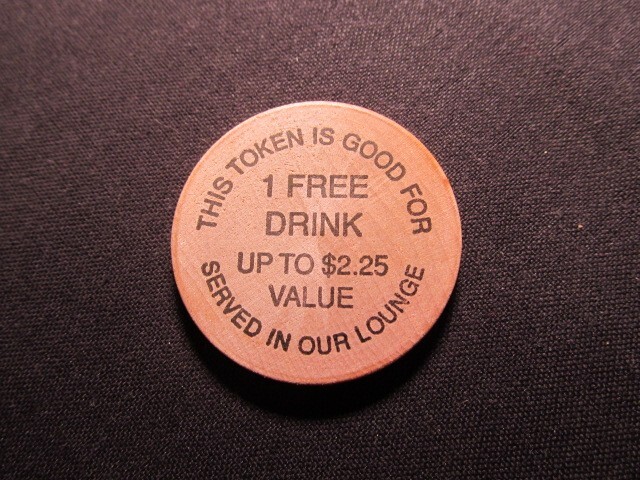 THIS TOKEN IS GOOD FOR
1 FREE
DRINK
UP TO $2.25
VALUE
SERVED IN OUR LOUNGE